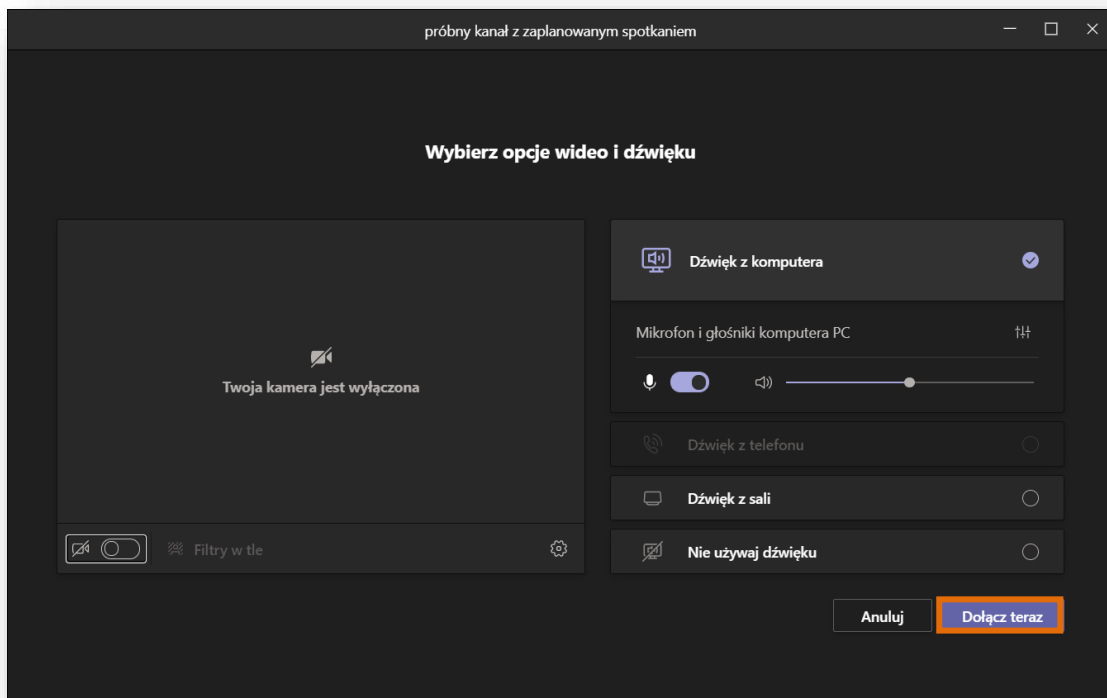 próbny kanał z zaplanowanym spotkaniem
Wybierz opcje wideo i dźwięku
Twoja kamera jest wyłączona
Filtry w tle
Dźwięk z komputera
Mikrofon i głośniki komputera PC
Dźwięk z telefonu
Dźwięk z sali
Nie używaj dźwięku
Anuluj
Dołącz teraz